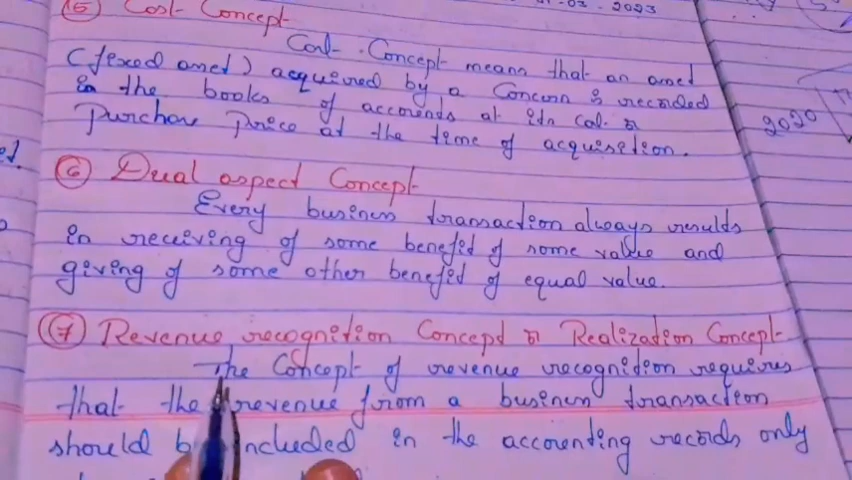 01-03-2023
(5) Cost Concept
Cost Concept means that an asset
(fixed asset) acquired by a Concern is recorded
in the books of accounts at its cost or
Purchase Price at the time of acquisition.
2020
(6) Dual aspect Concept
Every business transaction always results
in receiving of some benefit of some value and
giving of some other benefit of equal value.
(7) Revenue recognition Concept or Realization Concept
The Concept of revenue recognition requires
that the revenue from a business transaction
should be included in the accounting records only